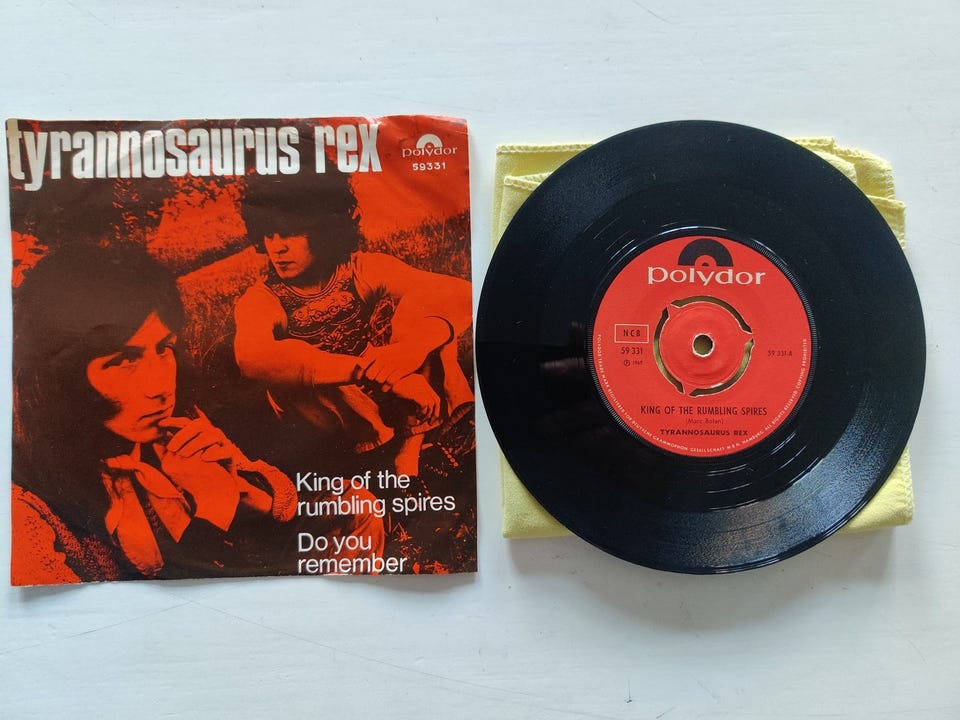 tyrannosaurus rex
polydor
59331
King of the
rumbling spires
Do you
remember
polydor
NCB
59 331
℗ 1969
59 331-A
KING OF THE RUMBLING SPIRES
(Marc Bolan)
TYRANNOSAURUS REX